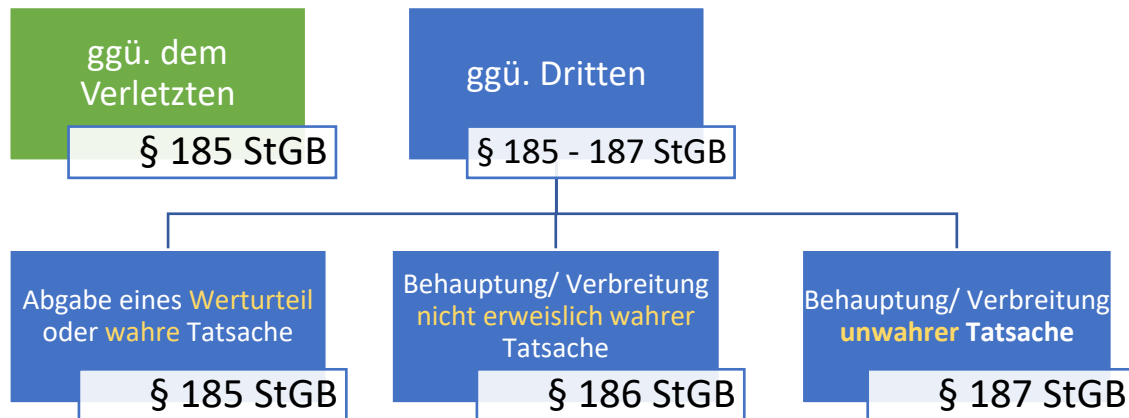 ggü. dem
Verletzten
§ 185 StGB
ggü. Dritten
§ 185 - 187 StGB
Abgabe eines Werturteil
oder wahre Tatsache
§ 185 StGB
Behauptung/ Verbreitung
nicht erweislich wahrer
Tatsache
§ 186 StGB
Behauptung/ Verbreitung
unwahrer Tatsache
§ 187 StGB